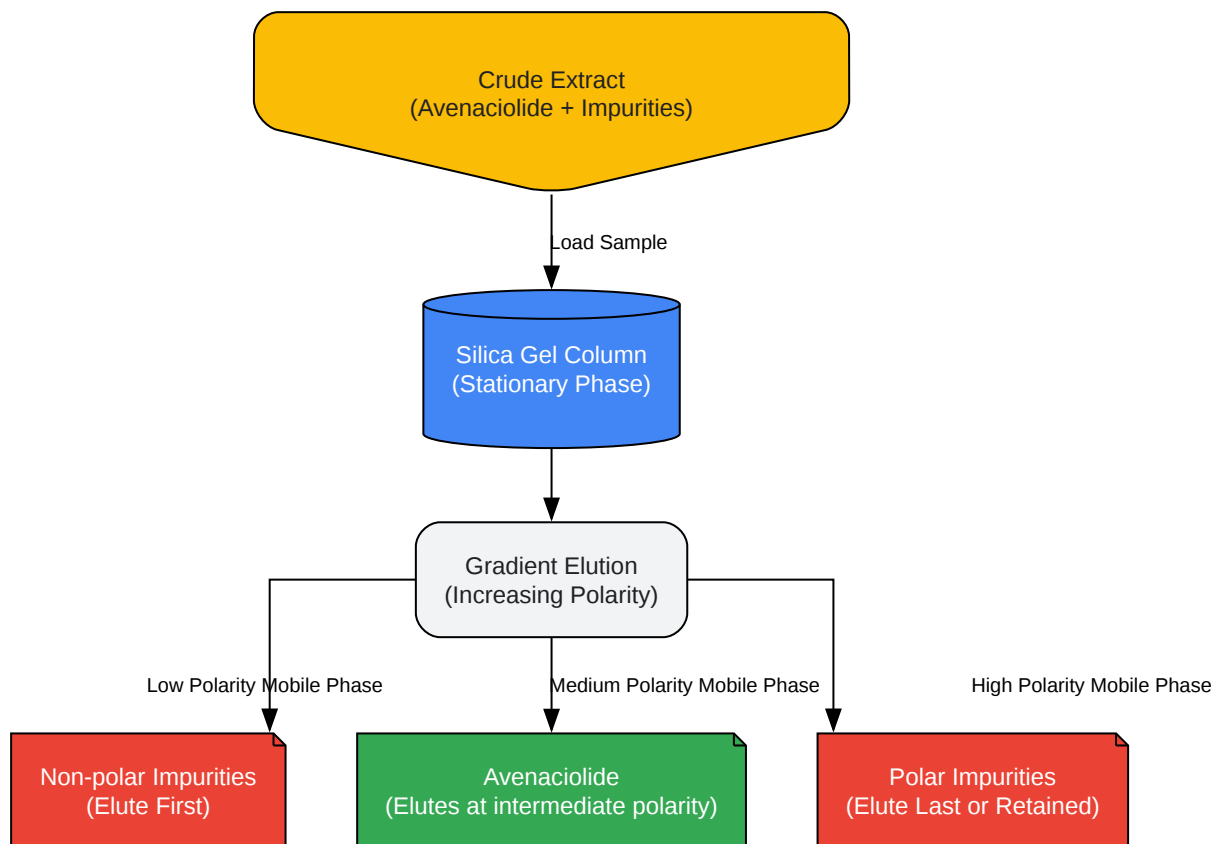 Crude Extract
(Avenaciolide + Impurities)
Load Sample
Silica Gel Column
(Stationary Phase)
Gradient Elution
(Increasing Polarity)
Low Polarity Mobile Phase
Medium Polarity Mobile Phase
High Polarity Mobile Phase
Non-polar Impurities
(Elute First)
Avenaciolide
(Elutes at intermediate polarity)
Polar Impurities
(Elute Last or Retained)